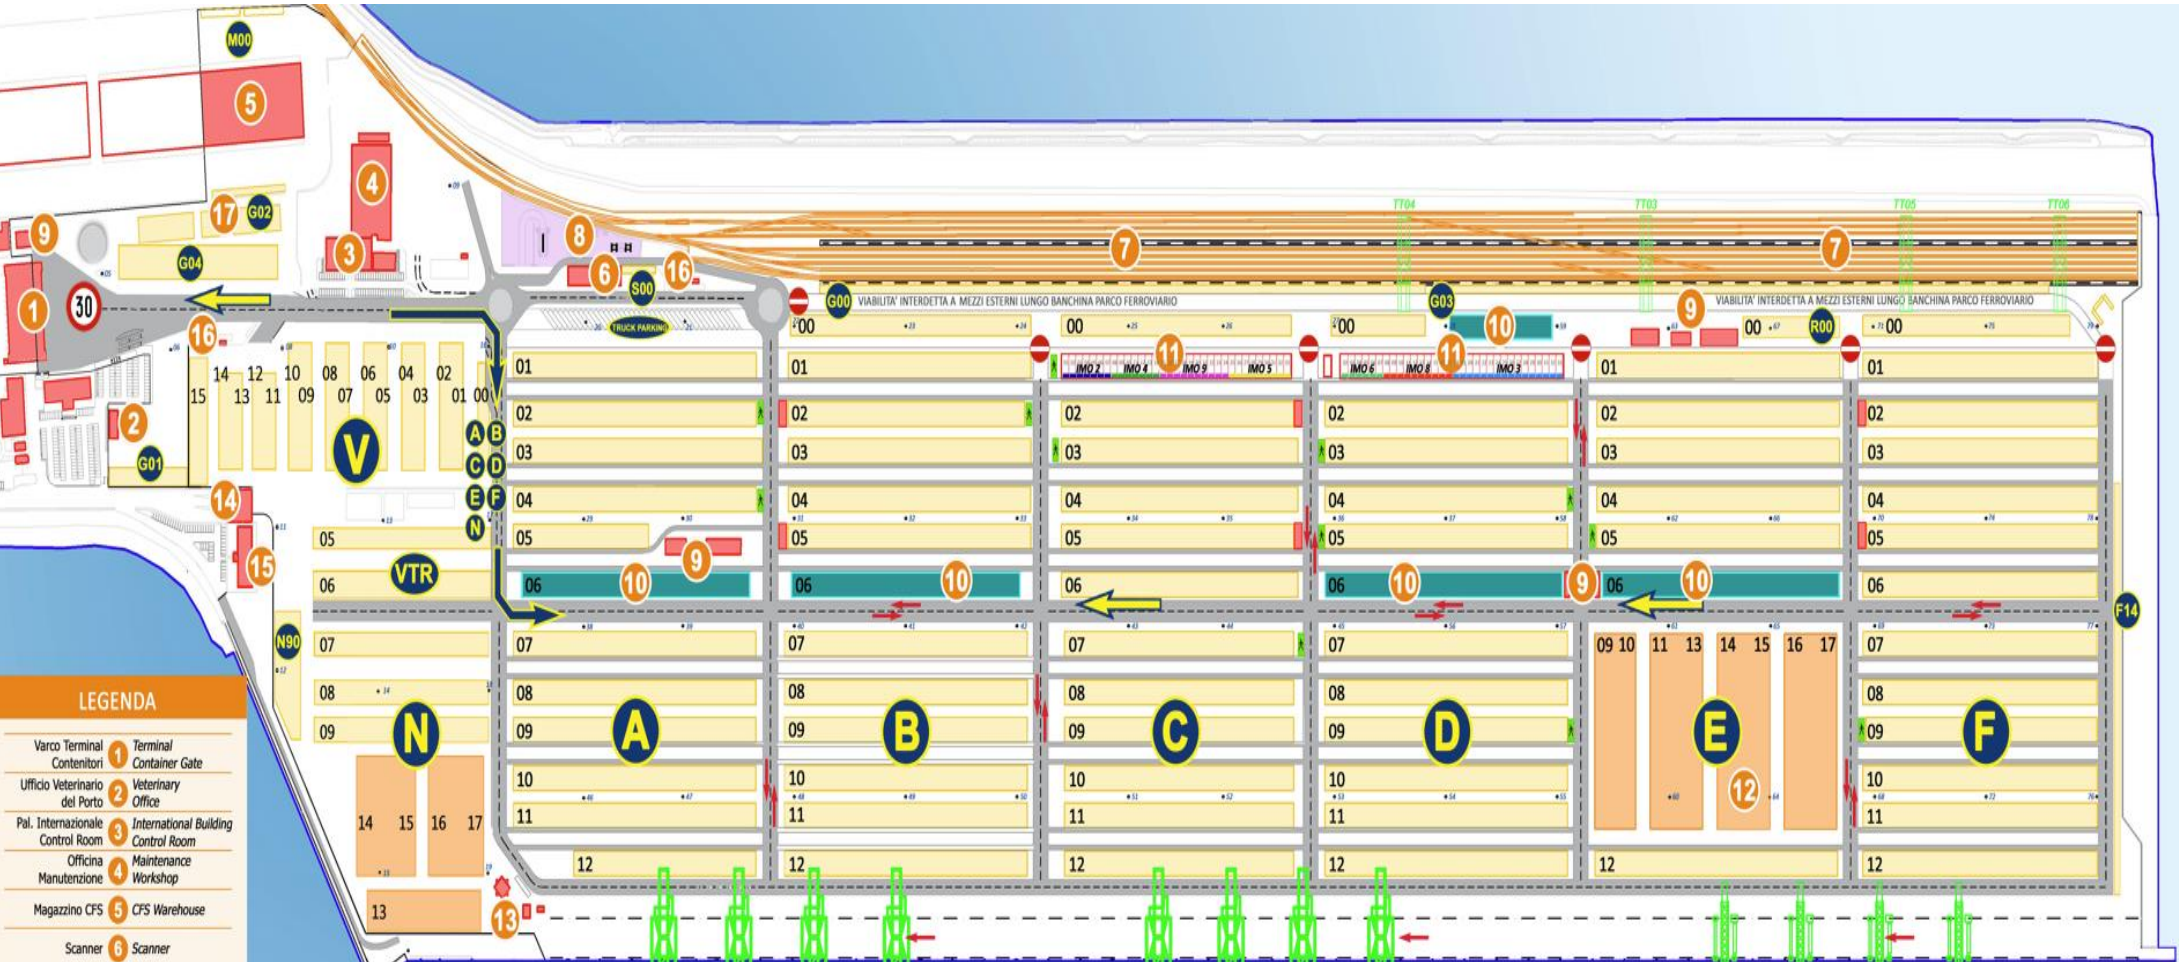 M00
5
4
17 G02
9
G04
3
8
7
7
TT04
TT03
TT05
TT06
1
30
6
16
S00
TRUCK PARKING
G00 VIABILITA' INTERDETTA A MEZZI ESTERNI LUNGO BANCHINA PARCO FERROVIARIO
G03
10
9
VIABILITA' INTERDETTA A MEZZI ESTERNI LUNGO BANCHINA PARCO FERROVIARIO
R00
00
00
00
00
00
16
11
IMO 2 IMO 4 IMO 9 IMO 5
11
IMO 6 IMO 8 IMO 3
15 14 13 12 11 10 09 08 07 06 05 04 03 02 01 00
V
2
G01
A B
C D
E F
N
01 01 01 01
02 02 02 02 02 02
03 03 03 03 03 03
04 04 04 04 04 04
14
15
05 05 05 05 05 05 05
9
VTR
06 06 10 06 10 06 06 10 9 06 10 06
F14
N90
07 07 07 07 07 07
09 10 11 13 14 15 16 17
08 08 08 08 08 08
09 09 09 09 09 09
N A B C D E F
10 10 10 10 10
12
11 11 11 11 11
14 15 16 17
12 12 12 12 12 12
13
13
LEGENDA
Varco Terminal Contenitori 1 Terminal Container Gate
Ufficio Veterinario del Porto 2 Veterinary Office
Pal. Internazionale Control Room 3 International Building Control Room
Officina Manutenzione 4 Maintenance Workshop
Magazzino CFS 5 CFS Warehouse
Scanner 6 Scanner